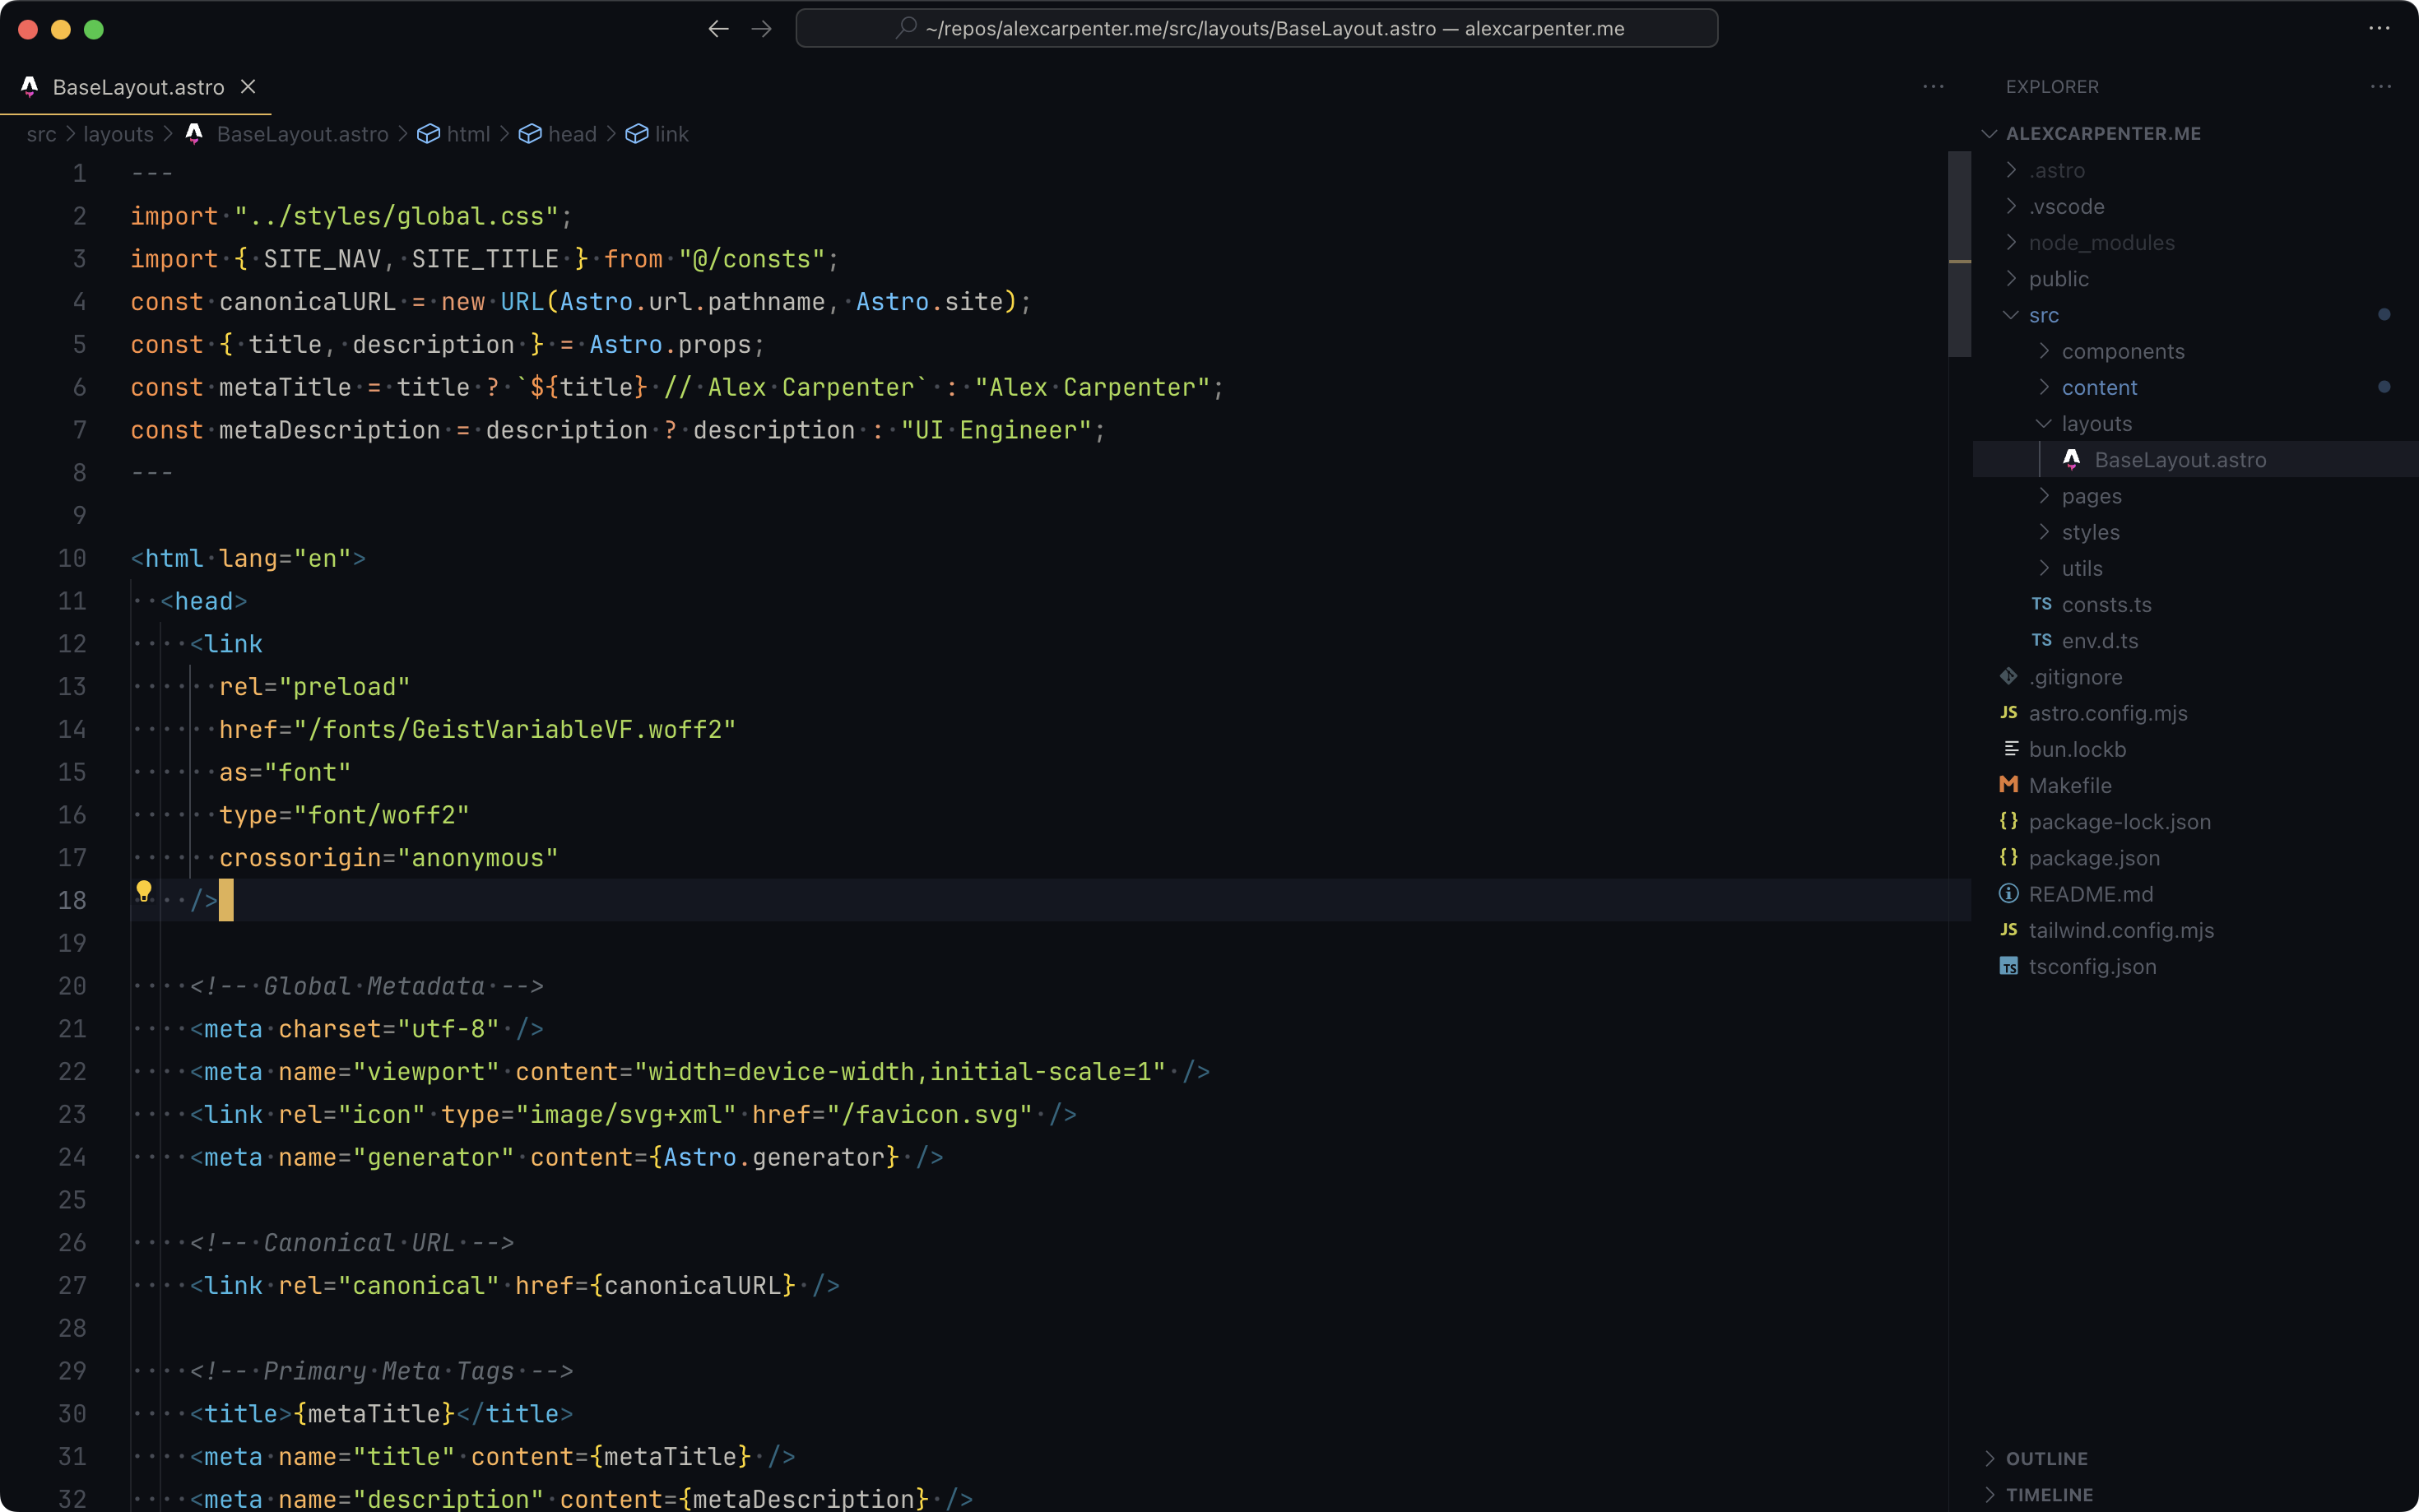 ~/repos/alexcarpenter.me/src/layouts/BaseLayout.astro — alexcarpenter.me
BaseLayout.astro
src > layouts > BaseLayout.astro > html > head > link
1 ---
2 import "../styles/global.css";
3 import { SITE_NAV, SITE_TITLE } from "@/consts";
4 const canonicalURL = new URL(Astro.url.pathname, Astro.site);
5 const { title, description } = Astro.props;
6 const metaTitle = title ? `${title} // Alex Carpenter` : "Alex Carpenter";
7 const metaDescription = description ? description : "UI Engineer";
8 ---
9
10 <html lang="en">
11   <head>
12     <link
13       rel="preload"
14       href="/fonts/GeistVariableVF.woff2"
15       as="font"
16       type="font/woff2"
17       crossorigin="anonymous"
18     />
19
20     <!-- Global Metadata -->
21     <meta charset="utf-8" />
22     <meta name="viewport" content="width=device-width,initial-scale=1" />
23     <link rel="icon" type="image/svg+xml" href="/favicon.svg" />
24     <meta name="generator" content={Astro.generator} />
25
26     <!-- Canonical URL -->
27     <link rel="canonical" href={canonicalURL} />
28
29     <!-- Primary Meta Tags -->
30     <title>{metaTitle}</title>
31     <meta name="title" content={metaTitle} />
32     <meta name="description" content={metaDescription} />
EXPLORER
ALEXCARPENTER.ME
.astro
.vscode
node_modules
public
src
components
content
layouts
BaseLayout.astro
pages
styles
utils
TS consts.ts
TS env.d.ts
.gitignore
JS astro.config.mjs
bun.lockb
M Makefile
{} package-lock.json
{} package.json
README.md
JS tailwind.config.mjs
TS tsconfig.json
OUTLINE
TIMELINE